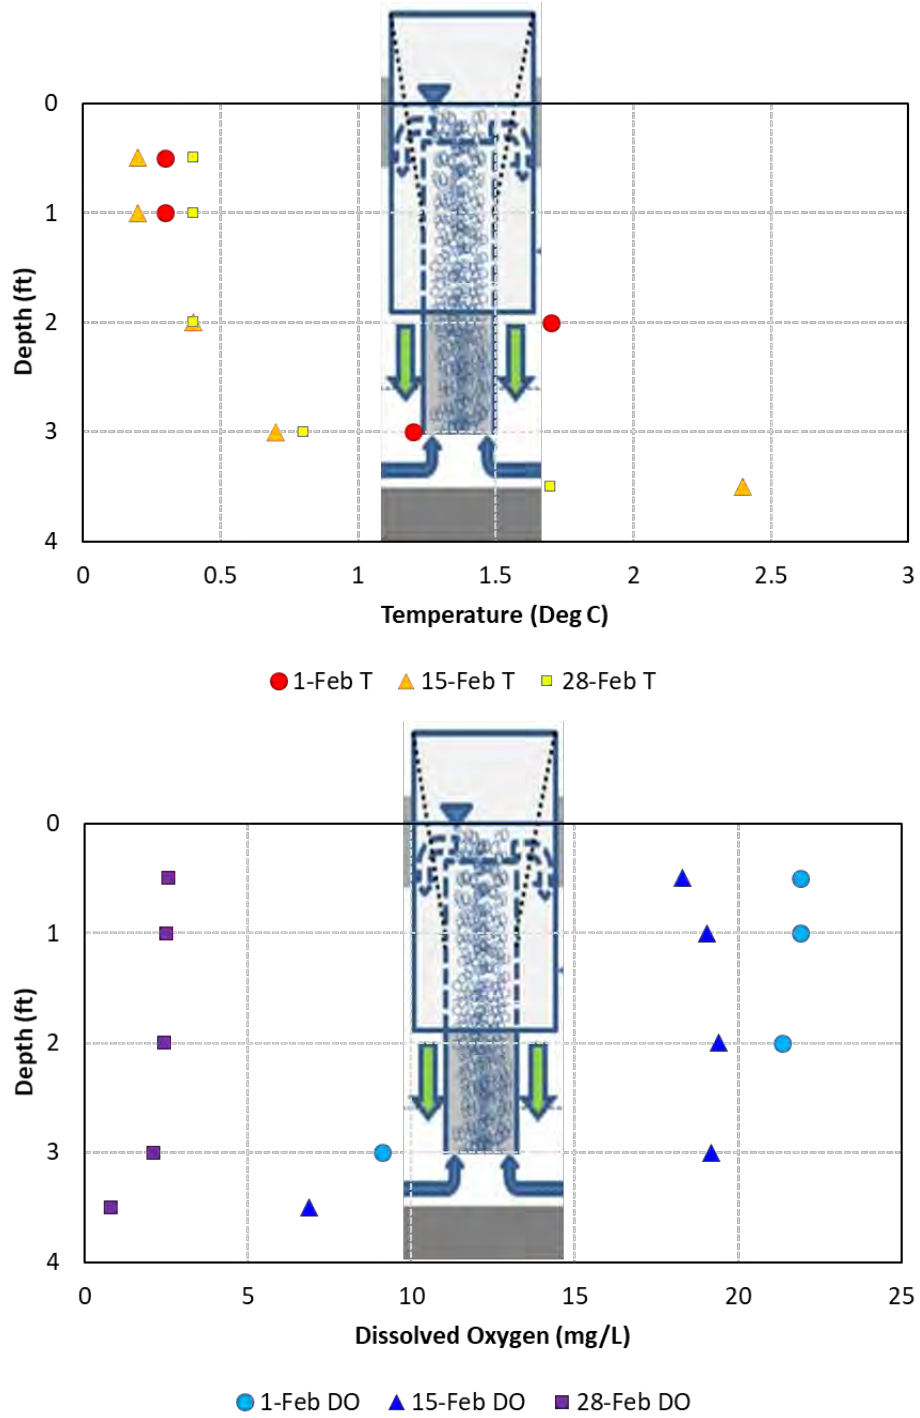 0
1
2
3
4
Depth (ft)
0 0.5 1 1.5 2 2.5 3
Temperature (Deg C)
1-Feb T 15-Feb T 28-Feb T
0
1
2
3
4
Depth (ft)
0 5 10 15 20 25
Dissolved Oxygen (mg/L)
1-Feb DO 15-Feb DO 28-Feb DO